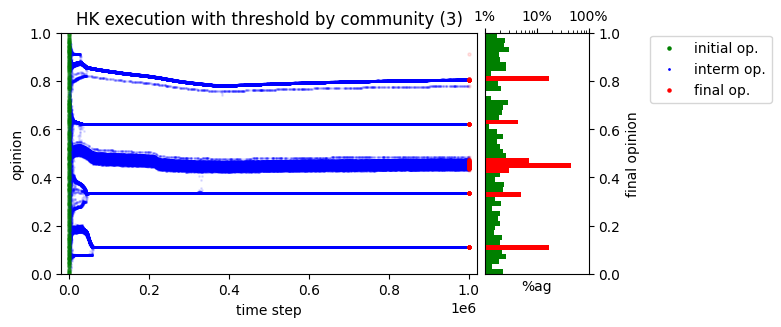 HK execution with threshold by community (3)
1% 10% 100%
initial op.
interm op.
final op.
1.0
0.8
0.6
0.4
0.2
0.0
opinion
0.0 0.2 0.4 0.6 0.8 1.0
1e6
time step
%ag
1.0
0.8
0.6
0.4
0.2
0.0
final opinion